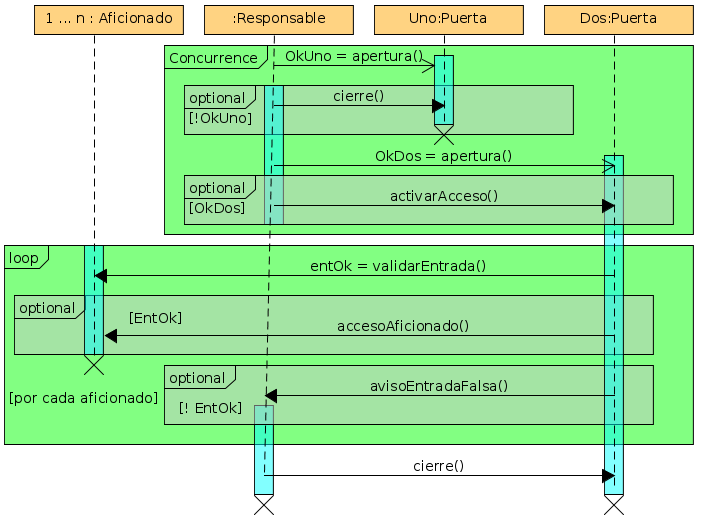 1 ... n : Aficionado
:Responsable
Uno:Puerta
Dos:Puerta
Concurrence
OkUno = apertura()
optional
cierre()
[!OkUno]
OkDos = apertura()
optional
activarAcceso()
[OkDos]
loop
entOk = validarEntrada()
optional
[EntOk]
accesoAficionado()
optional
avisoEntradaFalsa()
[por cada aficionado]
[! EntOk]
cierre()